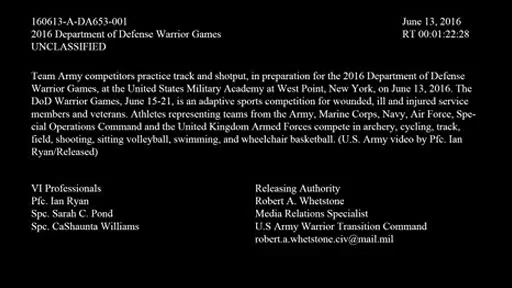 160613-A-DA653-001
June 13, 2016
2016 Department of Defense Warrior Games
RT 00:01:22:28
UNCLASSIFIED
Team Army competitors practice track and shotput, in preparation for the 2016 Department of Defense
Warrior Games, at the United States Military Academy at West Point, New York, on June 13, 2016. The
DoD Warrior Games, June 15-21, is an adaptive sports competition for wounded, ill and injured service
members and veterans. Athletes representing teams from the Army, Marine Corps, Navy, Air Force, Spe-
cial Operations Command and the United Kingdom Armed Forces compete in archery, cycling, track,
field, shooting, sitting volleyball, swimming, and wheelchair basketball. (U.S. Army video by Pfc. Ian
Ryan/Released)
VI Professionals
Pfc. Ian Ryan
Spc. Sarah C. Pond
Spc. CaShaunta Williams
Releasing Authority
Robert A. Whetstone
Media Relations Specialist
U.S Army Warrior Transition Command
robert.a.whetstone.civ@mail.mil